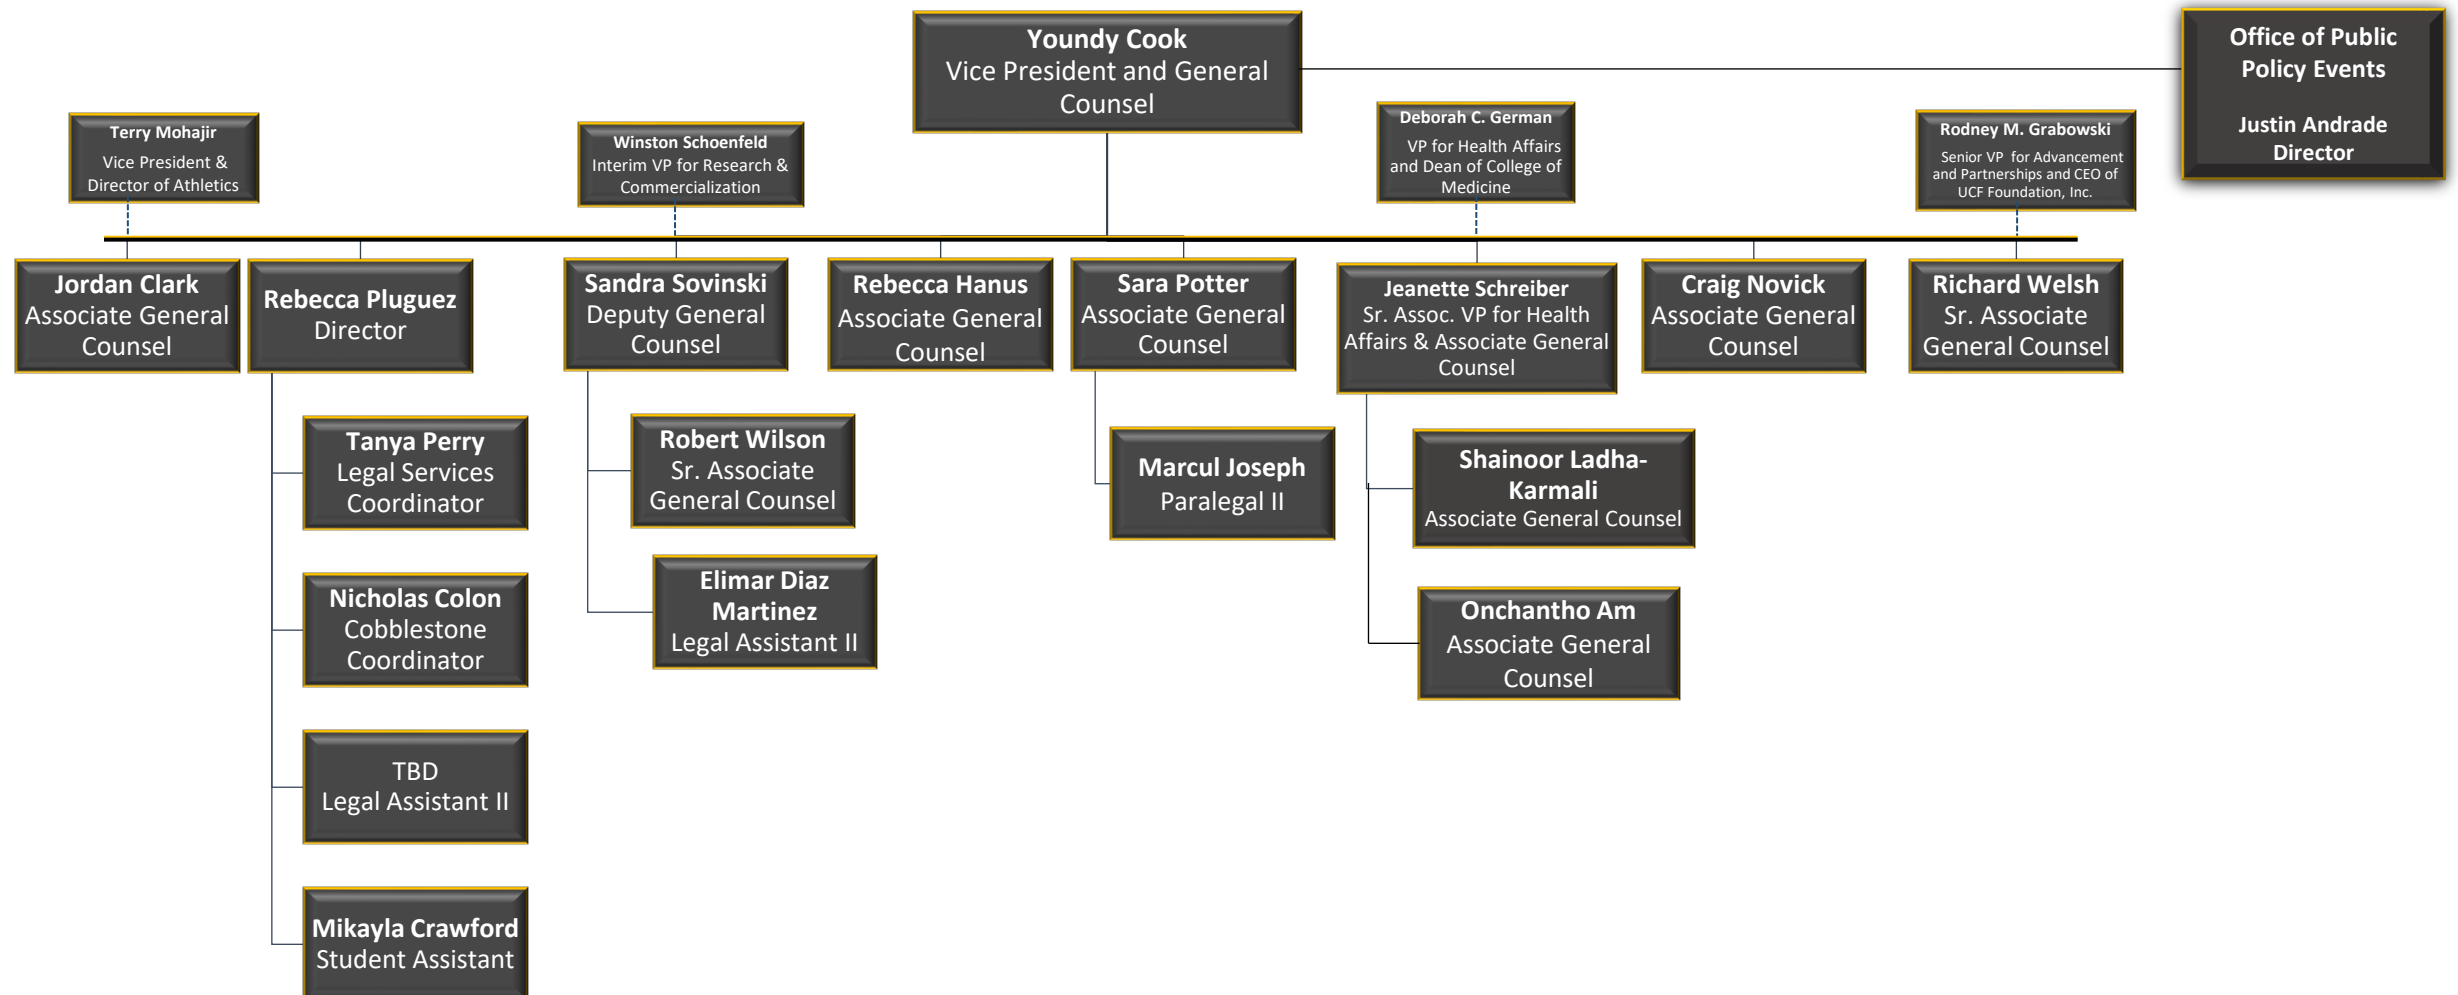 Youndy Cook
Vice President and General
Counsel
Office of Public
Policy Events
Justin Andrade
Director
Terry Mohajir
Vice President &
Director of Athletics
Winston Schoenfeld
Interim VP for Research &
Commercialization
Deborah C. German
VP for Health Affairs
and Dean of College of
Medicine
Rodney M. Grabowski
Senior VP for Advancement
and Partnerships and CEO of
UCF Foundation, Inc.
Jordan Clark
Associate General
Counsel
Rebecca Pluguez
Director
Sandra Sovinski
Deputy General
Counsel
Rebecca Hanus
Associate General
Counsel
Sara Potter
Associate General
Counsel
Jeanette Schreiber
Sr. Assoc. VP for Health
Affairs & Associate General
Counsel
Craig Novick
Associate General
Counsel
Richard Welsh
Sr. Associate
General Counsel
Tanya Perry
Legal Services
Coordinator
Nicholas Colon
Cobblestone
Coordinator
TBD
Legal Assistant II
Mikayla Crawford
Student Assistant
Robert Wilson
Sr. Associate
General Counsel
Elimar Diaz
Martinez
Legal Assistant II
Marcul Joseph
Paralegal II
Shainoor Ladha-
Karmali
Associate General Counsel
Onchantho Am
Associate General
Counsel